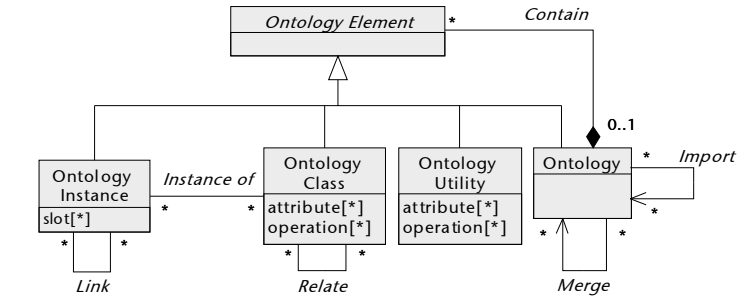 Ontology Element
*
Contain
0..1
Ontology
Instance
slot[*]
Instance of
*
*
Ontology
Class
attribute[*]
operation[*]
Ontology
Utility
attribute[*]
operation[*]
Ontology
*
Import
*
*
*
Link
*
*
Relate
*
*
Merge